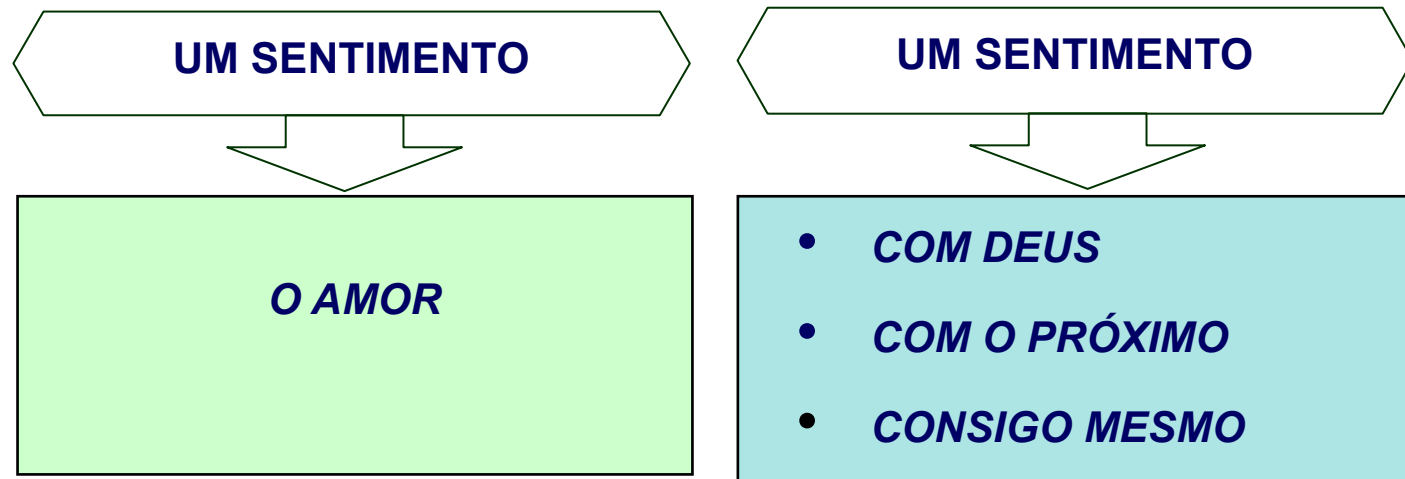 UM SENTIMENTO
O AMOR
UM SENTIMENTO
• COM DEUS
• COM O PRÓXIMO
• CONSIGO MESMO